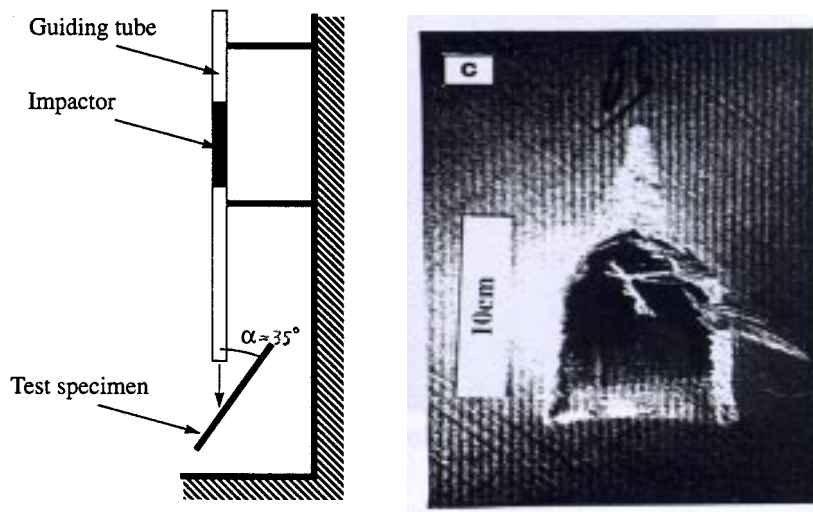 Guiding tube
Impactor
α ≈ 35°
Test specimen
C
10cm